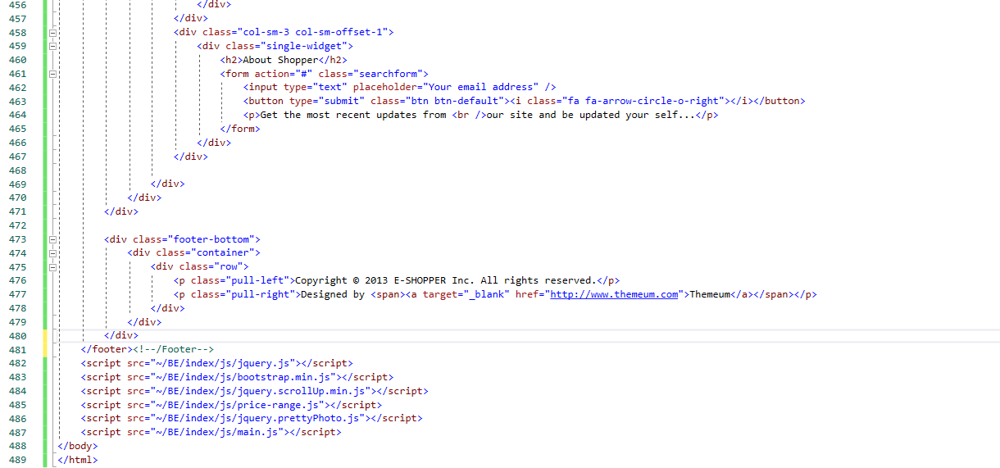 456 </div>
457 </div>
458 <div class="col-sm-3 col-sm-offset-1">
459 <div class="single-widget">
460 <h2>About Shopper</h2>
461 <form action="#" class="searchform">
462 <input type="text" placeholder="Your email address" />
463 <button type="submit" class="btn btn-default"><i class="fa fa-arrow-circle-o-right"></i></button>
464 <p>Get the most recent updates from <br />our site and be updated your self...</p>
465 </form>
466 </div>
467 </div>
468
469 </div>
470 </div>
471 </div>
472
473 <div class="footer-bottom">
474 <div class="container">
475 <div class="row">
476 <p class="pull-left">Copyright © 2013 E-SHOPPER Inc. All rights reserved.</p>
477 <p class="pull-right">Designed by <span><a target="_blank" href="http://www.themeum.com">Themeum</a></span></p>
478 </div>
479 </div>
480 </div>
481 </footer><!--/Footer-->
482 <script src="~/BE/index/js/jquery.js"></script>
483 <script src="~/BE/index/js/bootstrap.min.js"></script>
484 <script src="~/BE/index/js/jquery.scrollUp.min.js"></script>
485 <script src="~/BE/index/js/price-range.js"></script>
486 <script src="~/BE/index/js/jquery.prettyPhoto.js"></script>
487 <script src="~/BE/index/js/main.js"></script>
488 </body>
489 </html>